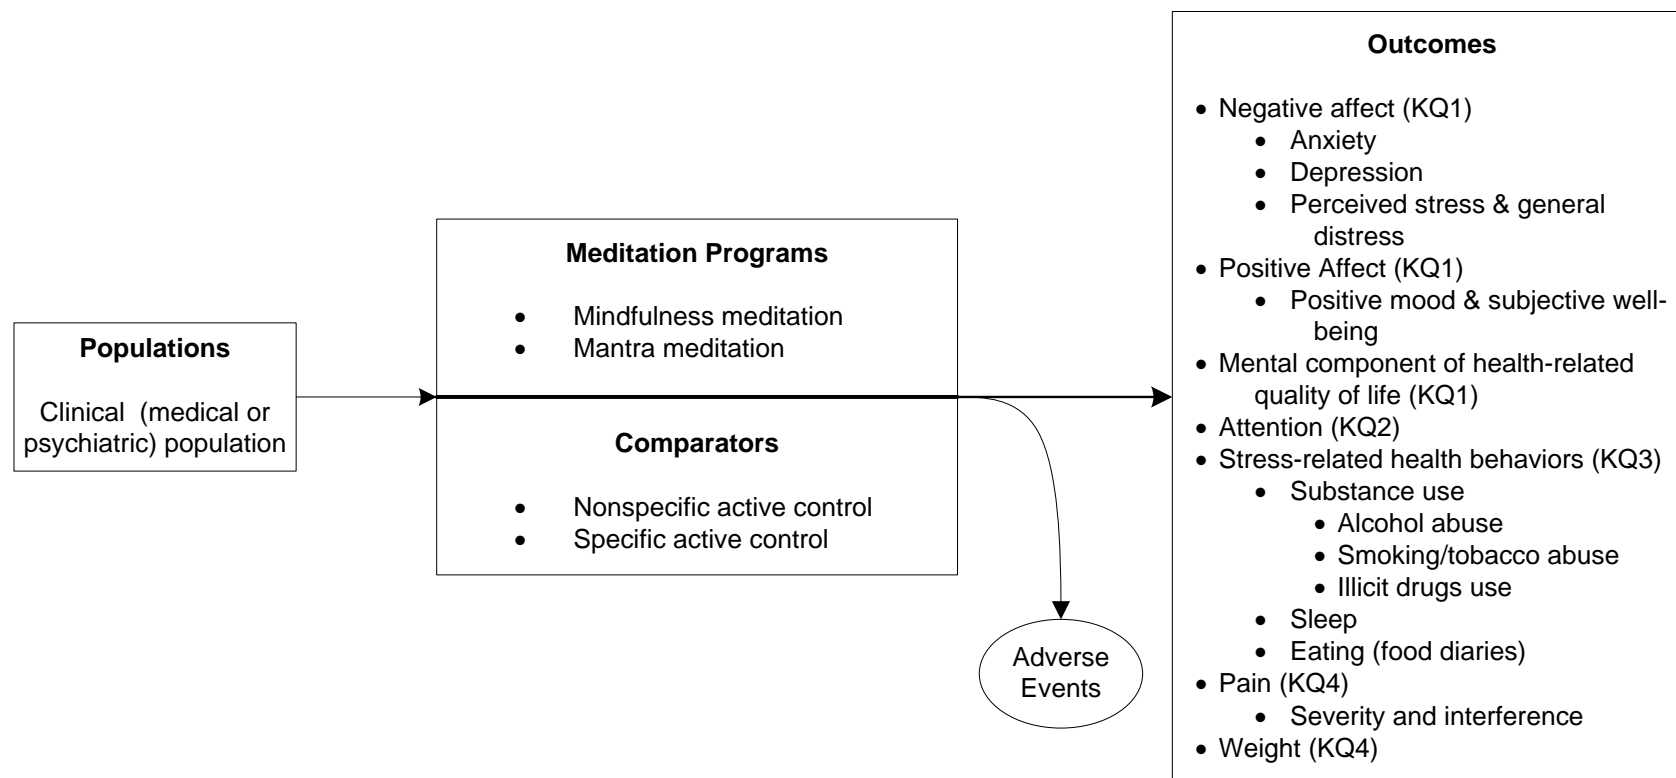 Populations
Clinical (medical or
psychiatric) population
Meditation Programs
• Mindfulness meditation
• Mantra meditation
Comparators
• Nonspecific active control
• Specific active control
Adverse
Events
Outcomes
• Negative affect (KQ1)
• Anxiety
• Depression
• Perceived stress & general
distress
• Positive Affect (KQ1)
• Positive mood & subjective well-
being
• Mental component of health-related
quality of life (KQ1)
• Attention (KQ2)
• Stress-related health behaviors (KQ3)
• Substance use
• Alcohol abuse
• Smoking/tobacco abuse
• Illicit drugs use
• Sleep
• Eating (food diaries)
• Pain (KQ4)
• Severity and interference
• Weight (KQ4)